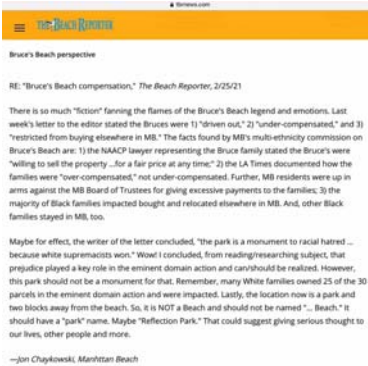 tbrnews.com
THE BEACH REPORTER
Bruce's Beach perspective
RE: "Bruce's Beach compensation," The Beach Reporter, 2/25/21
There is so much "fiction" fanning the flames of the Bruce's Beach legend and emotions. Last
week's letter to the editor stated the Bruces were 1) "driven out," 2) "under-compensated," and 3)
"restricted from buying elsewhere in MB." The facts found by MB's multi-ethnicity commission on
Bruce's Beach are: 1) the NAACP lawyer representing the Bruce family stated the Bruce's were
"willing to sell the property ...for a fair price at any time;" 2) the LA Times documented how the
families were "over-compensated," not under-compensated. Further, MB residents were up in
arms against the MB Board of Trustees for giving excessive payments to the families; 3) the
majority of Black families impacted bought and relocated elsewhere in MB. And, other Black
families stayed in MB, too.
Maybe for effect, the writer of the letter concluded, "the park is a monument to racial hatred ...
because white supremacists won." Wow! I concluded, from reading/researching subject, that
prejudice played a key role in the eminent domain action and can/should be realized. However,
this park should not be a monument for that. Remember, many White families owned 25 of the 30
parcels in the eminent domain action and were impacted. Lastly, the location now is a park and
two blocks away from the beach. So, it is NOT a Beach and should not be named "... Beach." It
should have a "park" name. Maybe "Reflection Park." That could suggest giving serious thought to
our lives, other people and more.
—Jon Chaykowski, Manhttan Beach